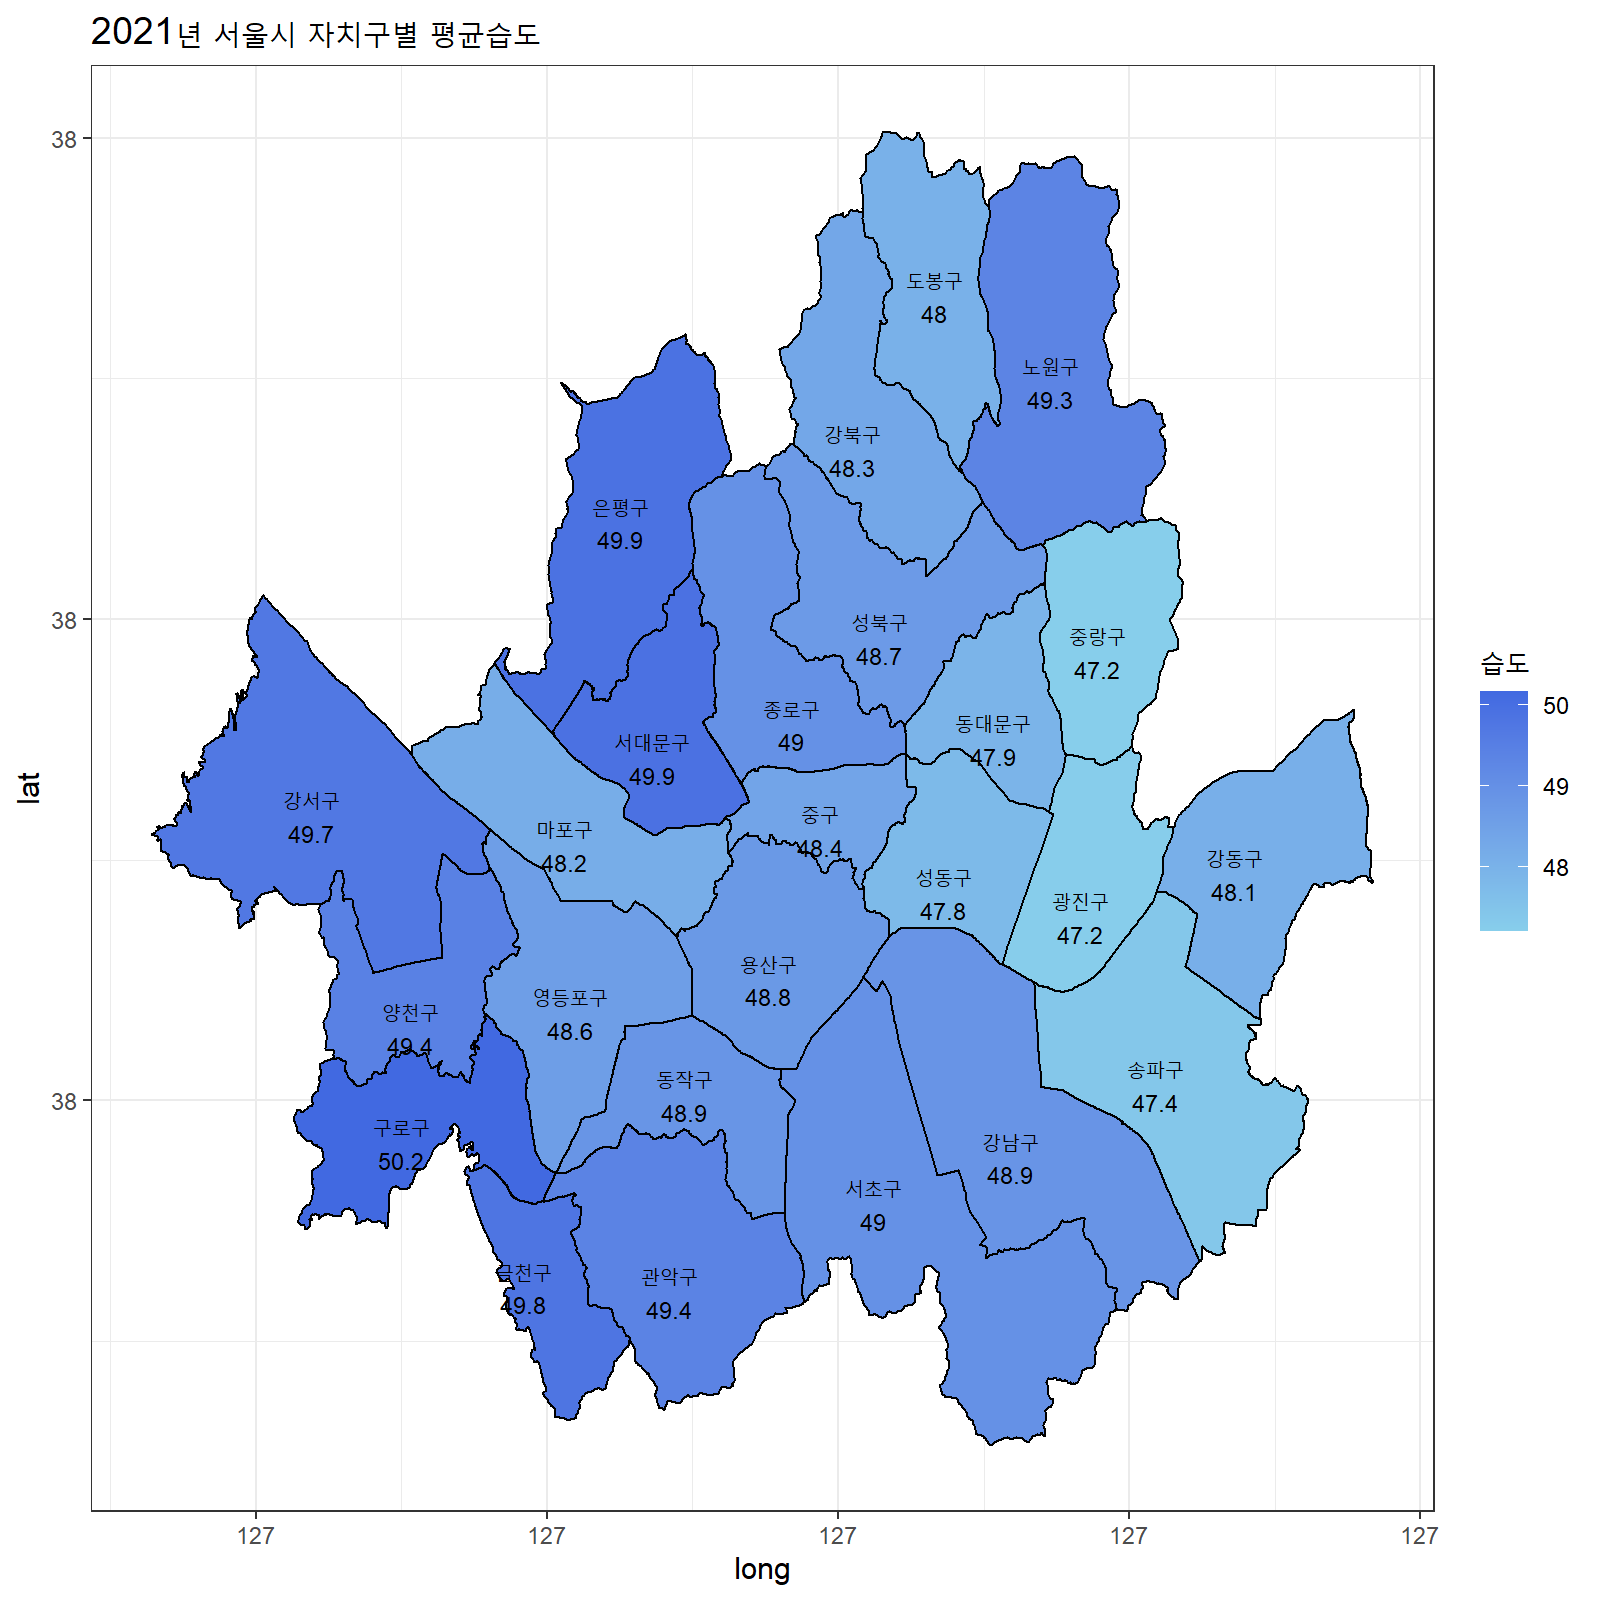 2021년 서울시 자치구별 평균습도
38
38
38
lat
도봉구
48
노원구
49.3
강북구
48.3
은평구
49.9
성북구
48.7
중랑구
47.2
종로구
49
동대문구
47.9
서대문구
49.9
강서구
49.7
중구
48.4
마포구
48.2
강동구
48.1
성동구
47.8
광진구
47.2
용산구
48.8
영등포구
48.6
양천구
49.4
송파구
47.4
동작구
48.9
구로구
50.2
강남구
48.9
서초구
49
금천구
49.8
관악구
49.4
습도
50
49
48
127 127 127 127 127
long